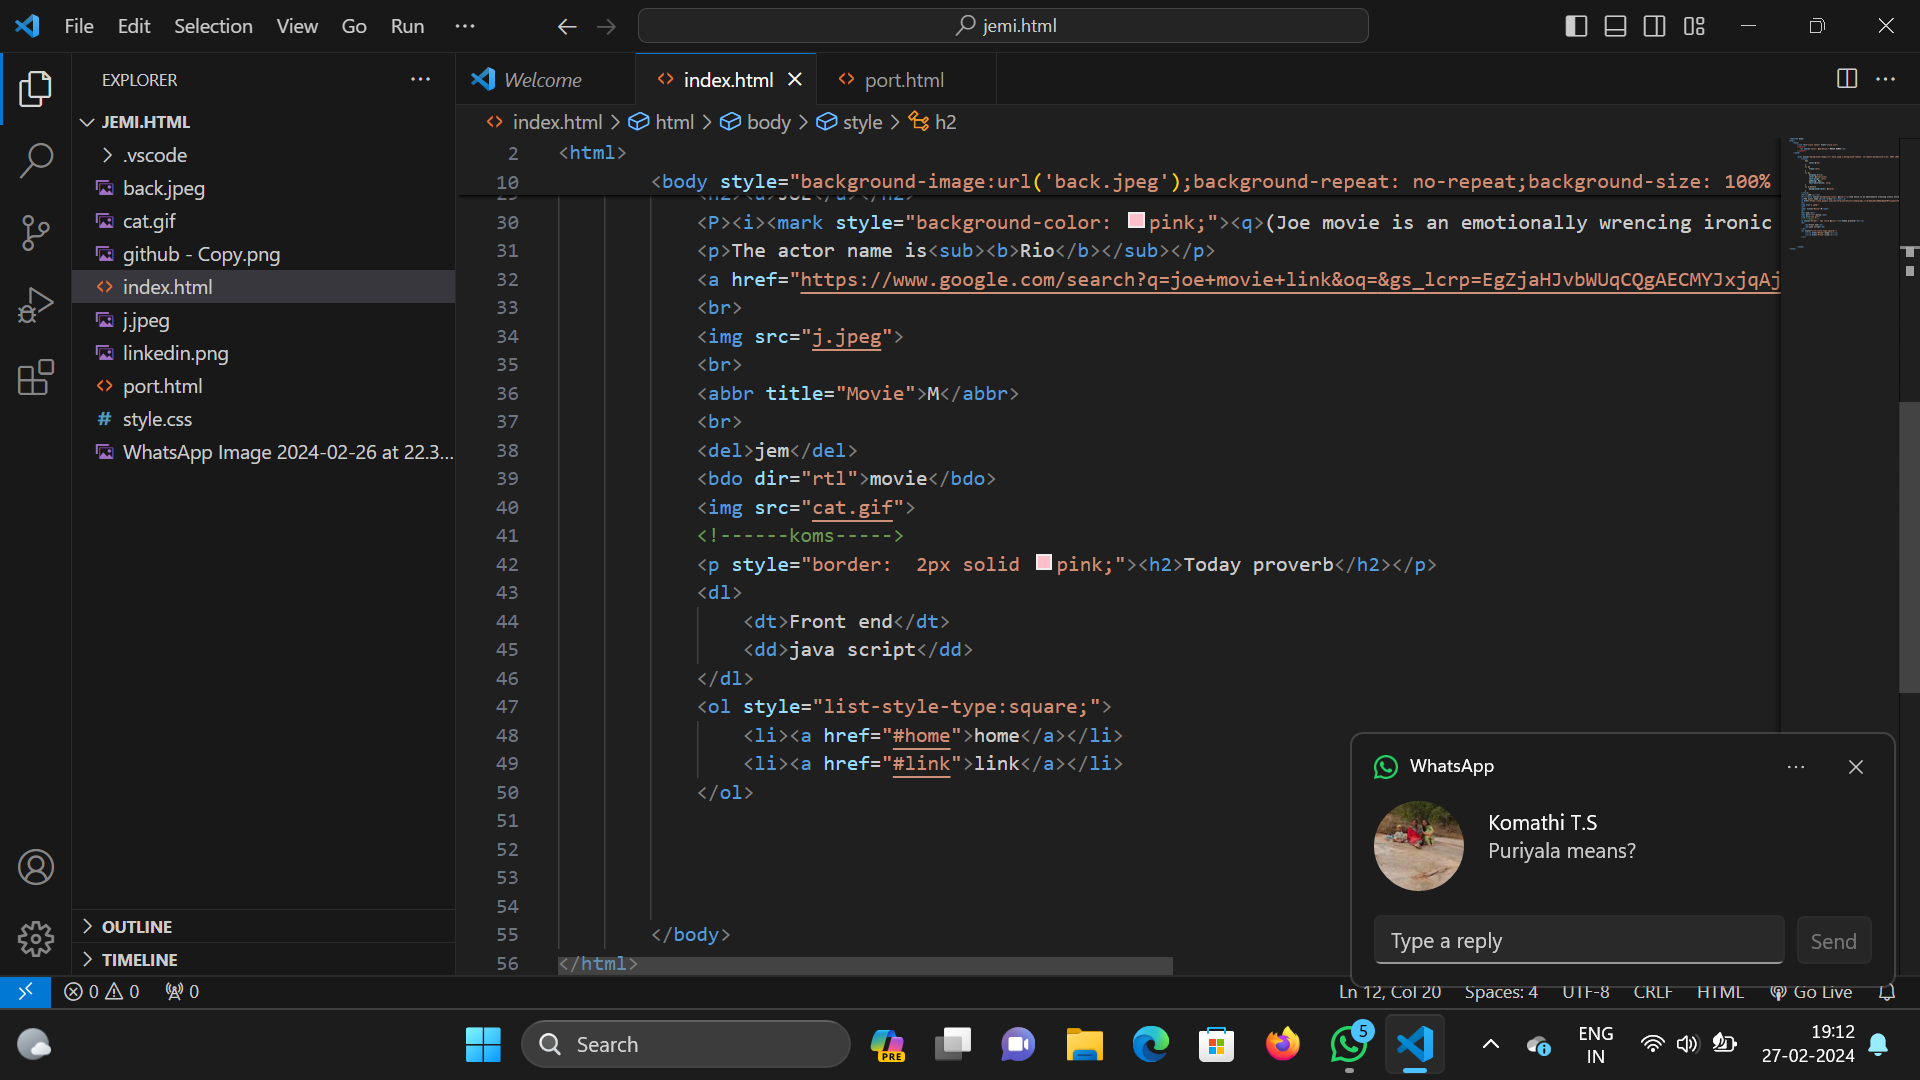 File Edit Selection View Go Run ··· jemi.html
EXPLORER ···
Welcome index.html port.html ···
JEMI.HTML
.vscode
back.jpeg
cat.gif
github - Copy.png
index.html
j.jpeg
linkedin.png
port.html
style.css
WhatsApp Image 2024-02-26 at 22.3...
OUTLINE
TIMELINE
index.html > html > body > style > h2
2 <html>
10 <body style="background-image:url('back.jpeg');background-repeat: no-repeat;background-size: 100%
30 <P><i><mark style="background-color: pink;"><q>(Joe movie is an emotionally wrencing ironic
31 <p>The actor name is<sub><b>Rio</b></sub></p>
32 <a href="https://www.google.com/search?q=joe+movie+link&oq=&gs_lcrp=EgZjaHJvbWUqCQgAECMYJxjqAj
33 <br>
34 <img src="j.jpeg">
35 <br>
36 <abbr title="Movie">M</abbr>
37 <br>
38 <del>jem</del>
39 <bdo dir="rtl">movie</bdo>
40 <img src="cat.gif">
41 <!------koms----->
42 <p style="border:  2px solid pink;"><h2>Today proverb</h2></p>
43 <dl>
44 <dt>Front end</dt>
45 <dd>java script</dd>
46 </dl>
47 <ol style="list-style-type:square;">
48 <li><a href="#home">home</a></li>
49 <li><a href="#link">link</a></li>
50 </ol>
51
52
53
54
55 </body>
56 </html>
WhatsApp ···
Komathi T.S
Puriyala means?
Type a reply Send
0 0 0 Ln 12, Col 20 Spaces: 4 UTF-8 CRLF HTML Go Live
Search PRE 5 ENG 19:12
IN 27-02-2024